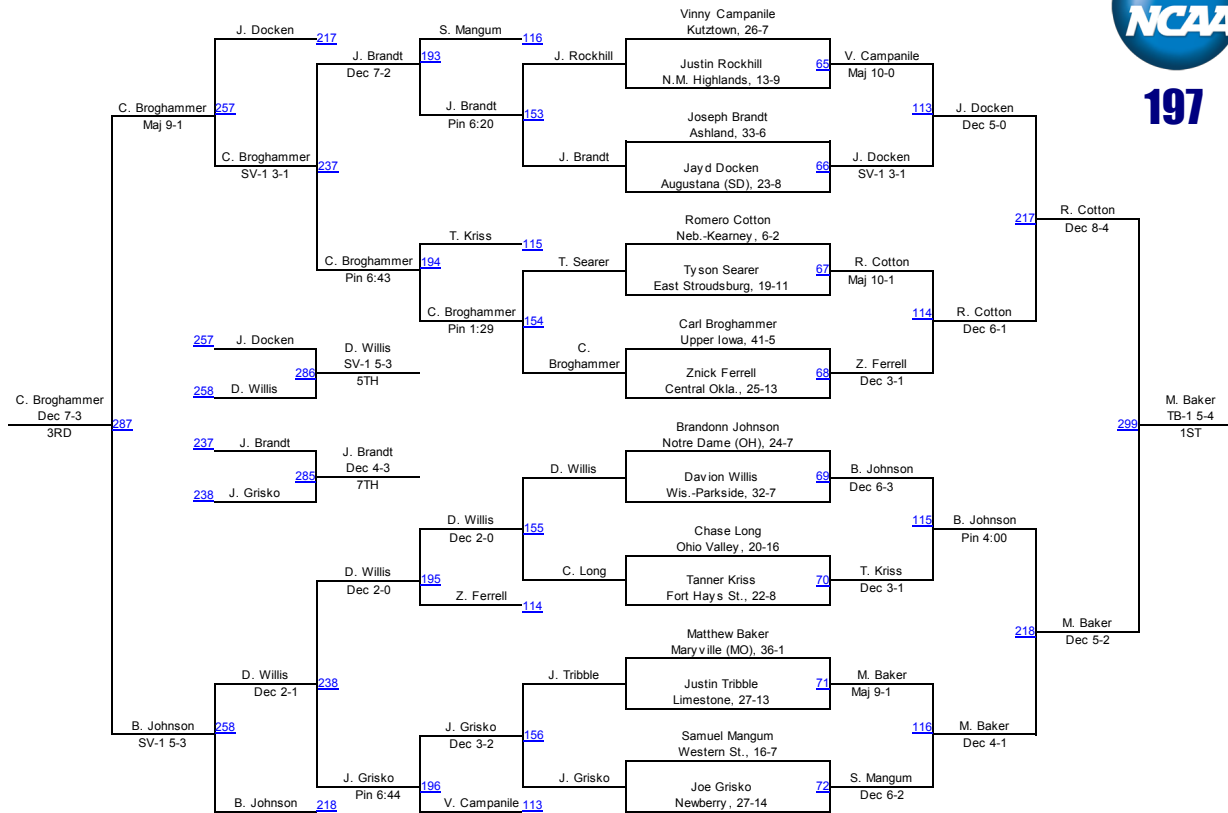 NCAA
197
Vinny Campanile
Kutztown, 26-7
J. Docken
217
S. Mangum
116
J. Brandt
193
Dec 7-2
J. Rockhill
Justin Rockhill
65
N.M. Highlands, 13-9
V. Campanile
Maj 10-0
C. Broghammer
257
Maj 9-1
J. Brandt
153
Pin 6:20
Joseph Brandt
Ashland, 33-6
113
J. Docken
Dec 5-0
C. Broghammer
237
SV-1 3-1
J. Brandt
Jayd Docken
66
Augustana (SD), 23-8
J. Docken
SV-1 3-1
Romero Cotton
Neb.-Kearney, 6-2
217
R. Cotton
Dec 8-4
T. Kriss
115
C. Broghammer
194
Pin 6:43
T. Searer
Tyson Searer
67
East Stroudsburg, 19-11
R. Cotton
Maj 10-1
C. Broghammer
154
Pin 1:29
Carl Broghammer
Upper Iowa, 41-5
114
R. Cotton
Dec 6-1
257
J. Docken
286
258
D. Willis
D. Willis
SV-1 5-3
5TH
C.
Broghammer
Znick Ferrell
68
Central Okla., 25-13
Z. Ferrell
Dec 3-1
C. Broghammer
Dec 7-3
3RD
287
299
M. Baker
TB-1 5-4
1ST
237
J. Brandt
285
238
J. Grisko
J. Brandt
Dec 4-3
7TH
Brandonn Johnson
Notre Dame (OH), 24-7
D. Willis
Davion Willis
69
Wis.-Parkside, 32-7
B. Johnson
Dec 6-3
D. Willis
155
Dec 2-0
Chase Long
Ohio Valley, 20-16
115
B. Johnson
Pin 4:00
D. Willis
195
Dec 2-0
C. Long
Tanner Kriss
70
Fort Hays St., 22-8
T. Kriss
Dec 3-1
Z. Ferrell
114
Matthew Baker
Maryville (MO), 36-1
218
M. Baker
Dec 5-2
D. Willis
238
Dec 2-1
J. Tribble
Justin Tribble
71
Limestone, 27-13
M. Baker
Maj 9-1
B. Johnson
258
SV-1 5-3
J. Grisko
156
Dec 3-2
Samuel Mangum
Western St., 16-7
116
M. Baker
Dec 4-1
J. Grisko
196
Pin 6:44
J. Grisko
Joe Grisko
72
Newberry, 27-14
S. Mangum
Dec 6-2
B. Johnson
218
V. Campanile
113